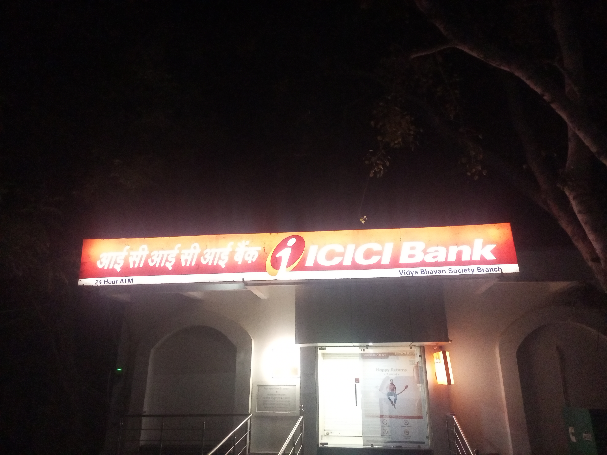 आई सी आई सी आई बैंक i ICICI Bank
24 Hour ATM
Vidya Bhavan Society Branch